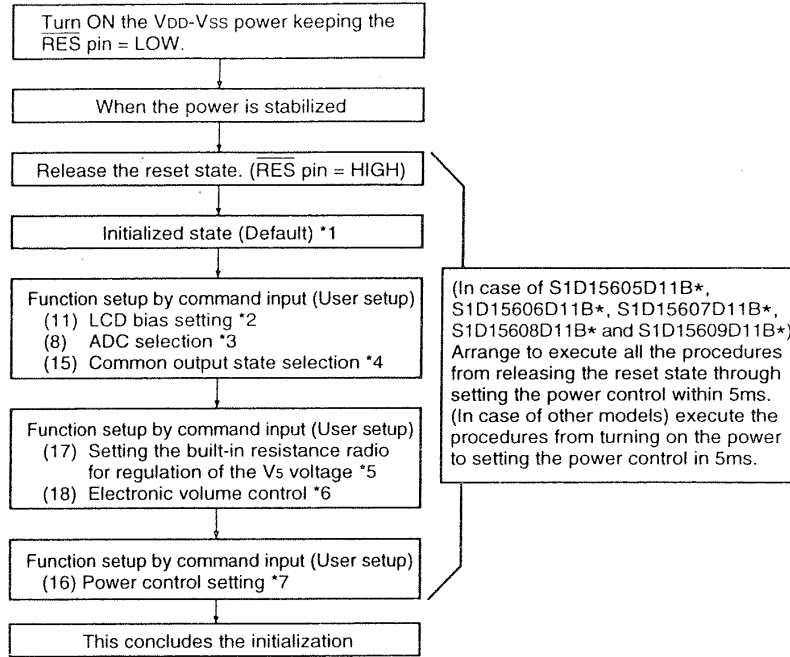 Turn ON the VDD-VSS power keeping the
RES pin = LOW.
When the power is stabilized
Release the reset state. (RES pin = HIGH)
Initialized state (Default) *1
Function setup by command input (User setup)
(11) LCD bias setting *2
(8) ADC selection *3
(15) Common output state selection *4
Function setup by command input (User setup)
(17) Setting the built-in resistance radio
for regulation of the V5 voltage *5
(18) Electronic volume control *6
Function setup by command input (User setup)
(16) Power control setting *7
This concludes the initialization
(In case of S1D15605D11B*,
S1D15606D11B*, S1D15607D11B*,
S1D15608D11B* and S1D15609D11B*)
Arrange to execute all the procedures
from releasing the reset state through
setting the power control within 5ms.
(In case of other models) execute the
procedures from turning on the power
to setting the power control in 5ms.